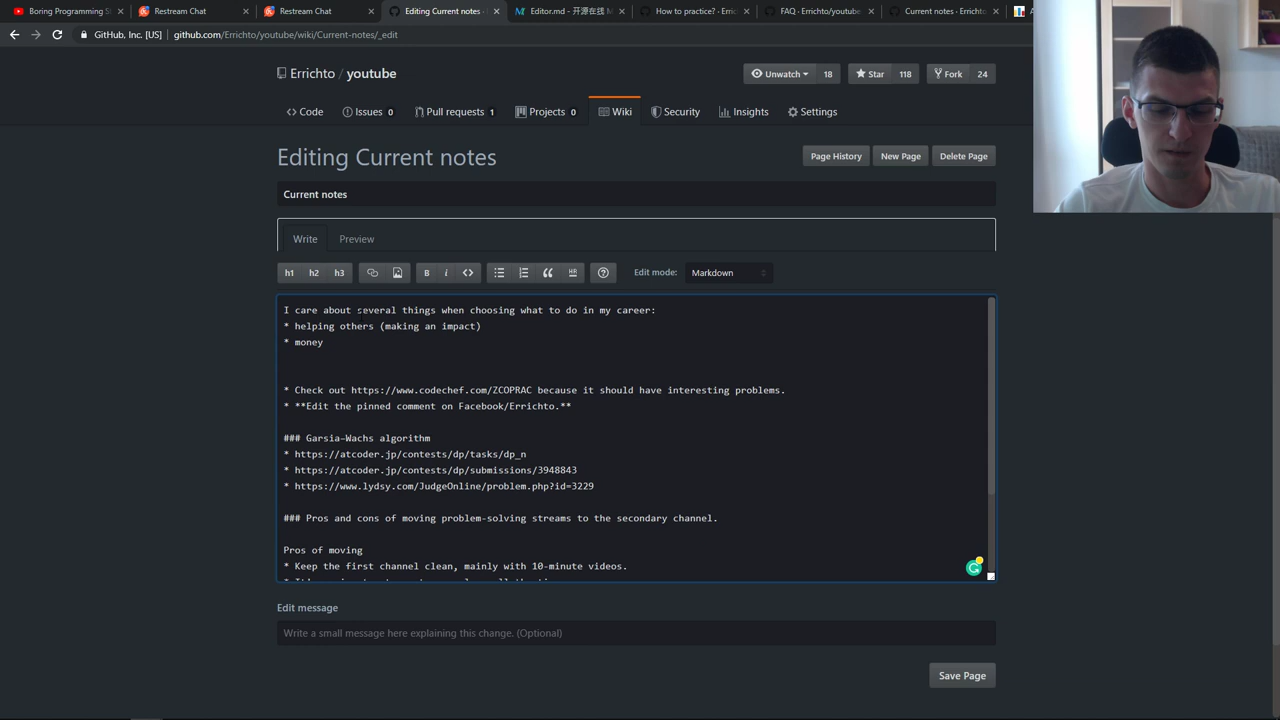 Boring Programming St
Restream Chat
Restream Chat
Editing Current notes ·
Editor.md - 开源在线 M
How to practice? · Erric
FAQ - Errichto/youtube
Current notes - Errichto
A
GitHub, Inc. [US]
github.com/Errichto/youtube/wiki/Current-notes/_edit
Errichto / youtube
Unwatch 18
Star 118
Fork 24
Code
Issues 0
Pull requests 1
Projects 0
Wiki
Security
Insights
Settings
Editing Current notes
Page History
New Page
Delete Page
Current notes
Write
Preview
h1 h2 h3
B i
Edit mode: Markdown
I care about several things when choosing what to do in my career:
* helping others (making an impact)
* money
* Check out https://www.codechef.com/ZCOPRAC because it should have interesting problems.
* **Edit the pinned comment on Facebook/Errichto.**
### Garsia–Wachs algorithm
* https://atcoder.jp/contests/dp/tasks/dp_n
* https://atcoder.jp/contests/dp/submissions/3948843
* https://www.lydsy.com/JudgeOnline/problem.php?id=3229
### Pros and cons of moving problem-solving streams to the secondary channel.
Pros of moving
* Keep the first channel clean, mainly with 10-minute videos.
Edit message
Write a small message here explaining this change. (Optional)
Save Page